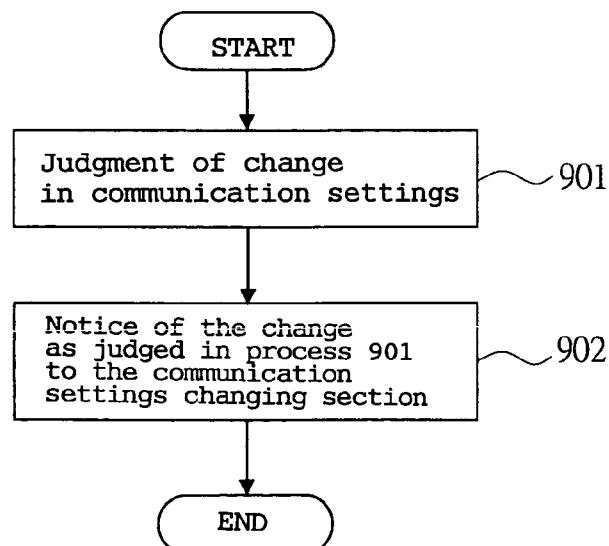 START
Judgment of change
in communication settings
901
Notice of the change
as judged in process 901
to the communication
settings changing section
902
END